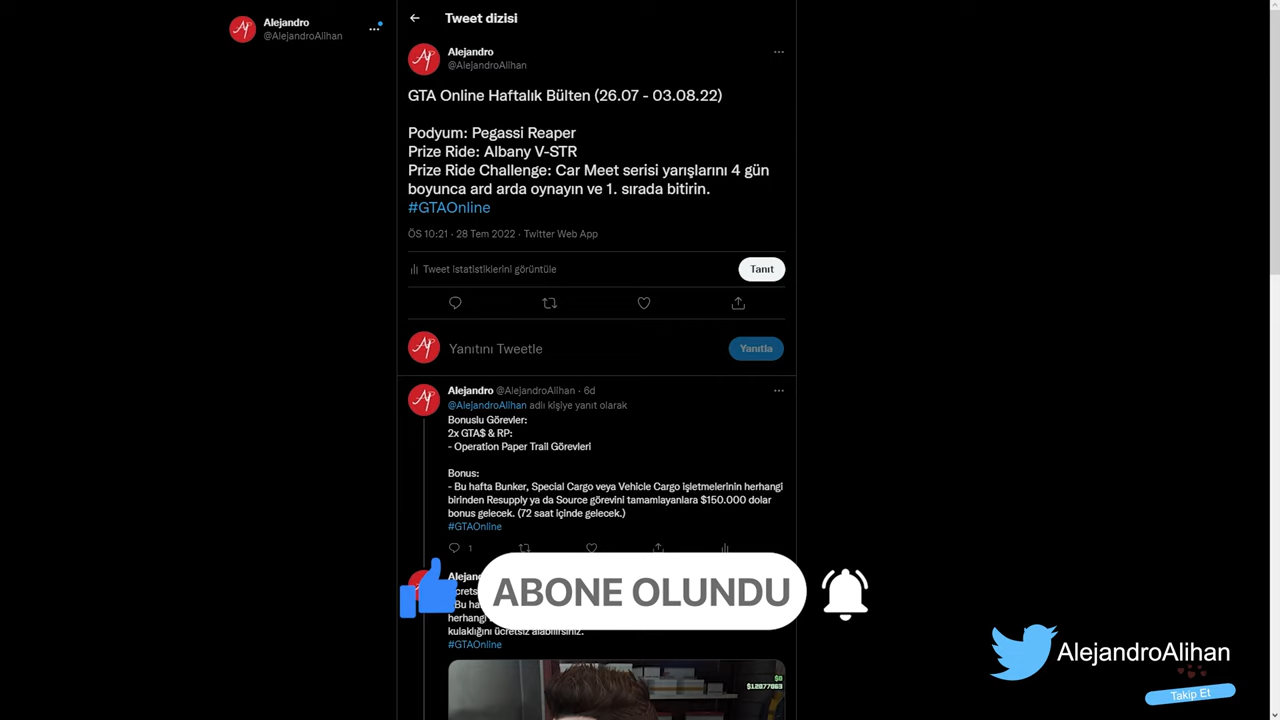 Alejandro
@AlejandroAlihan
Tweet dizisi
Alejandro
@AlejandroAlihan
GTA Online Haftalık Bülten (26.07 - 03.08.22)
Podyum: Pegassi Reaper
Prize Ride: Albany V-STR
Prize Ride Challenge: Car Meet serisi yarışlarını 4 gün
boyunca ard arda oynayın ve 1. sırada bitirin.
#GTAOnline
ÖS 10:21 · 28 Tem 2022 · Twitter Web App
Tweet istatistiklerini görüntüle
Tanıt
Yanıtını Tweetle
Yanıtla
Alejandro @AlejandroAlihan · 6d
@AlejandroAlihan adlı kişiye yanıt olarak
Bonuslu Görevler:
2x GTA$ & RP:
- Operation Paper Trail Görevleri
Bonus:
- Bu hafta Bunker, Special Cargo veya Vehicle Cargo işletmelerinin herhangi
birinden Resupply ya da Source görevini tamamlayanlara $150.000 dolar
bonus gelecek. (72 saat içinde gelecek.)
#GTAOnline
1
ABONE OLUNDU
kulaklığını ücretsiz alabilirsiniz.
#GTAOnline
$12077063
AlejandroAlihan
Takip Et